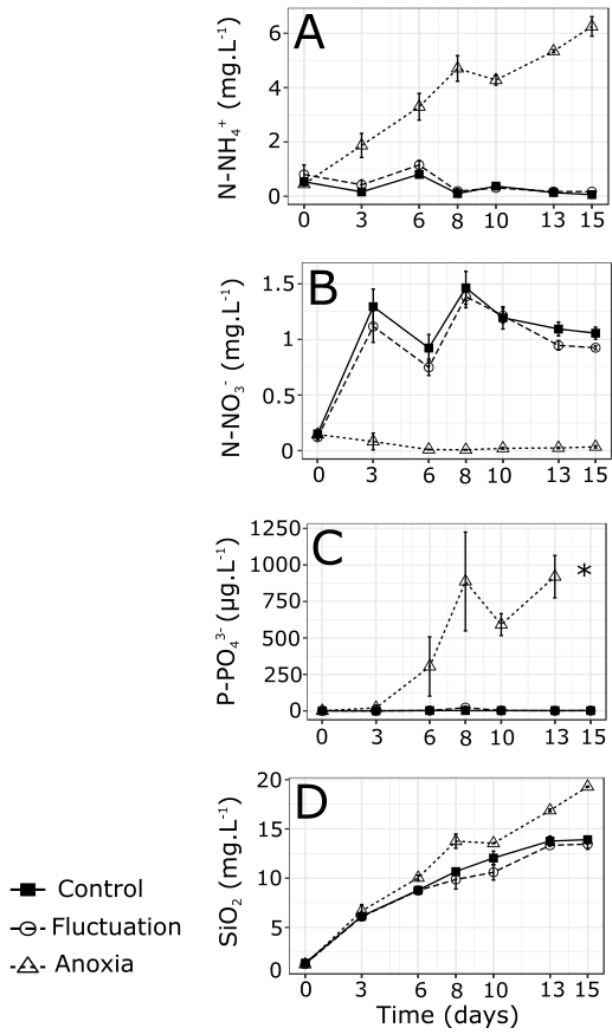 A
N-NH₄⁺ (mg.L⁻¹)
6
4
2
0
0 3 6 8 10 13 15
B
N-NO₃⁻ (mg.L⁻¹)
1.5
1
0.5
0
0 3 6 8 10 13 15
C
P-PO₄³⁻ (µg.L⁻¹)
1250
1000
750
500
250
0
*
0 3 6 8 10 13 15
D
SiO₂ (mg.L⁻¹)
20
15
10
5
0
0 3 6 8 10 13 15
Time (days)
Control
Fluctuation
Anoxia